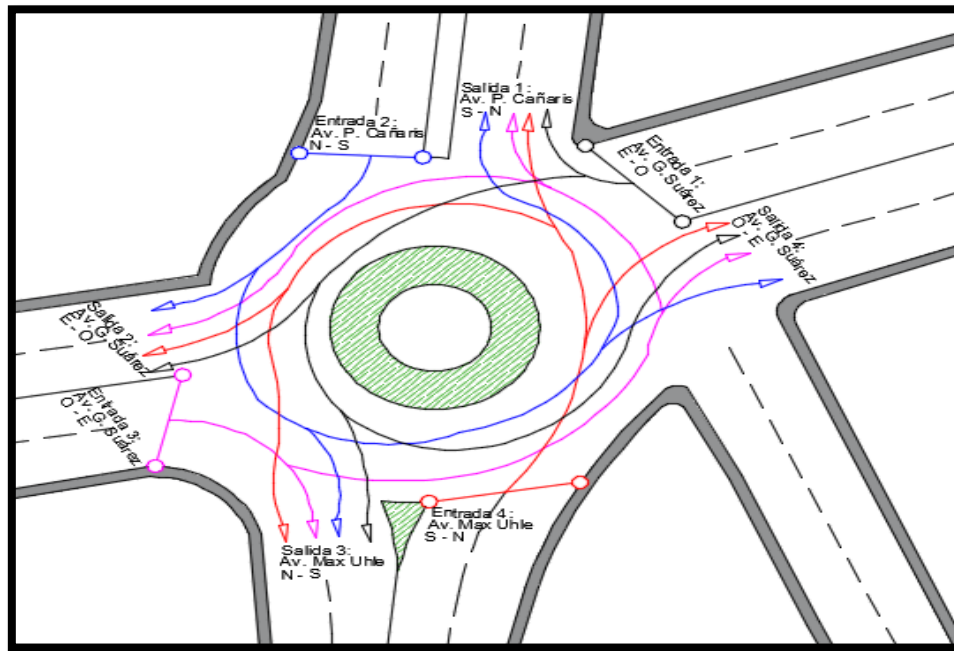 Salida 1:
Av. P. Cañaris
S - N
Entrada 2:
Av. P. Cañaris
N - S
Entrada 1:
Av. G. Suárez
E - O
Salida 4:
Av. G. Suárez
O - E
Salida 2:
Av. G. Suárez
E - O
Entrada 3:
Av. G. Suárez
O - E
Entrada 4:
Av. Max Uhle
S - N
Salida 3:
Av. Max Uhle
N - S